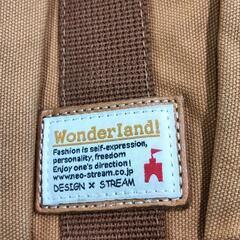 Wonderland!
Fashion is self-expression,
personality, freedom
Enjoy one's direction!
www.neo-stream.co.jp
DESIGN × STREAM